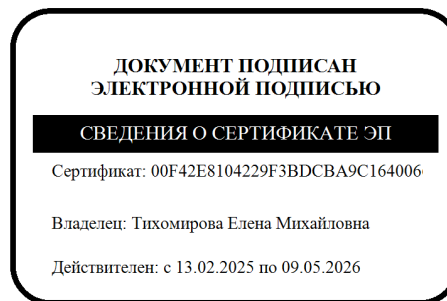 ДОКУМЕНТ ПОДПИСАН
ЭЛЕКТРОННОЙ ПОДПИСЬЮ
СВЕДЕНИЯ О СЕРТИФИКАТЕ ЭП
Сертификат: 00F42E8104229F3BDCBA9C164006
Владелец: Тихомирова Елена Михайловна
Действителен: с 13.02.2025 по 09.05.2026